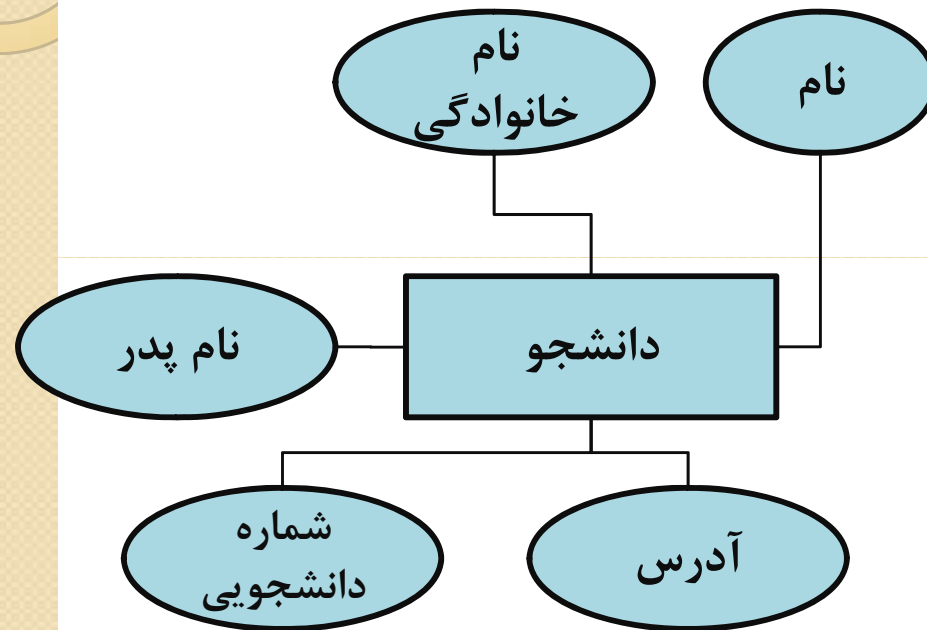 نام
نام
خانوادگی
دانشجو
نام پدر
آدرس
شماره
دانشجویی